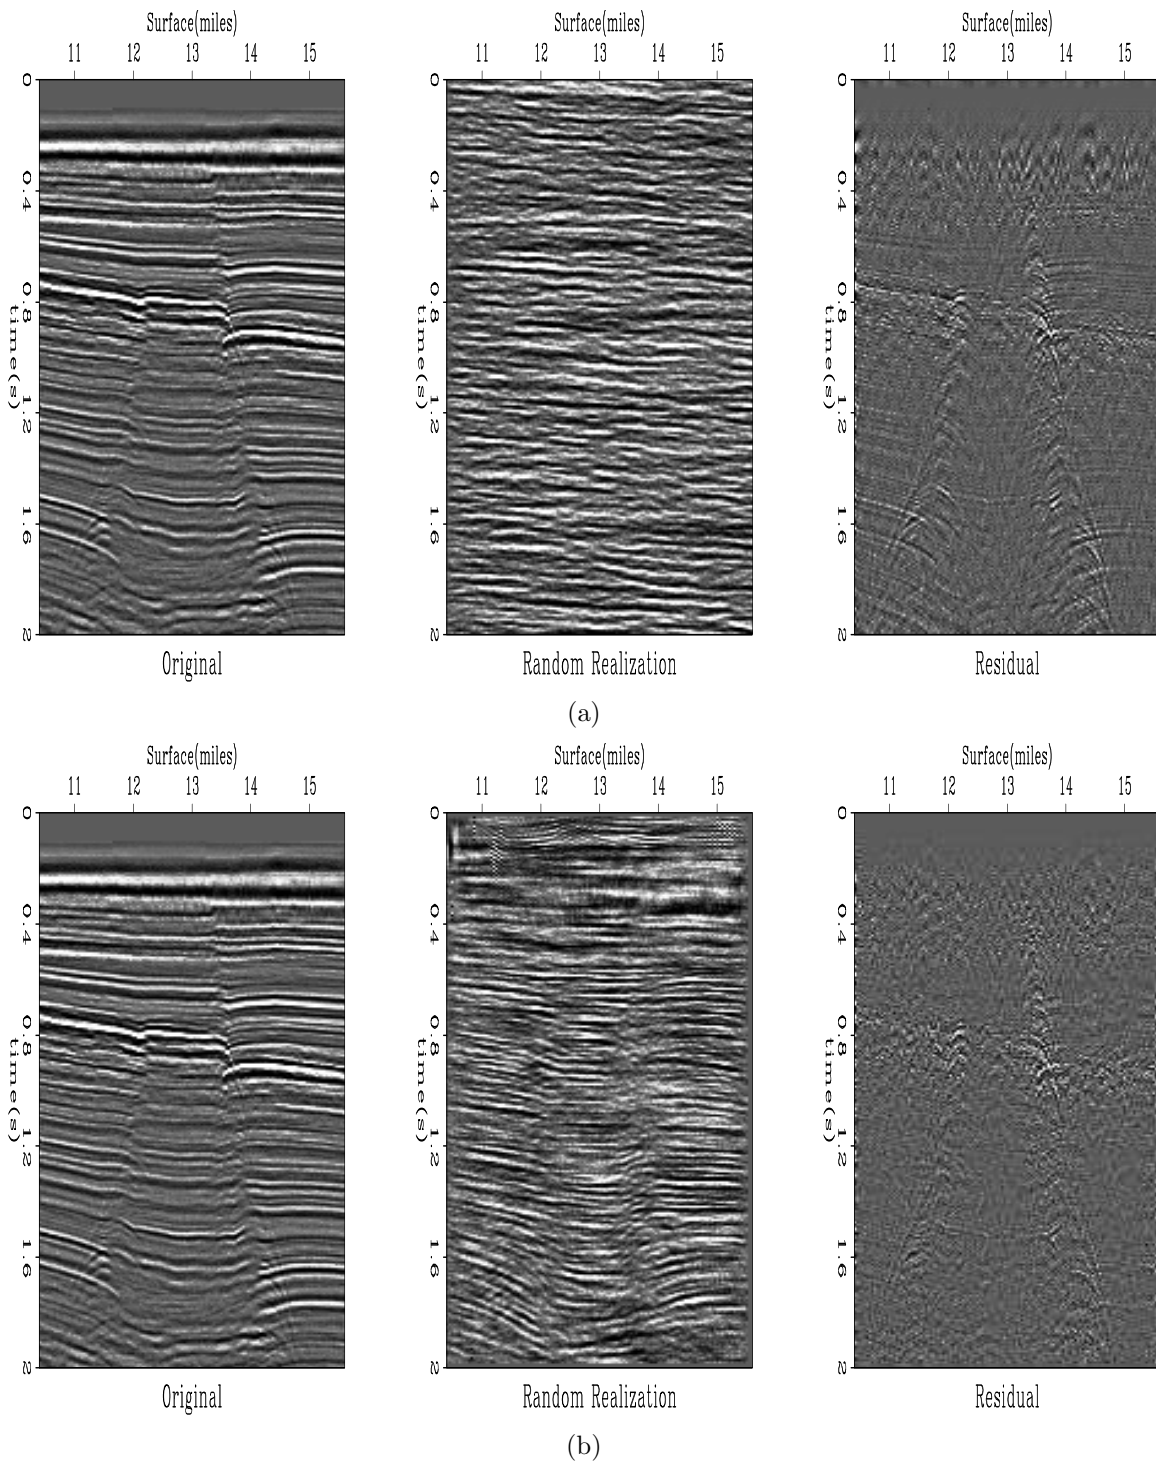 Surface(miles) Surface(miles) Surface(miles)
11 12 13 14 15 11 12 13 14 15 11 12 13 14 15
0 0.4 0.8 1.2 1.6 2 0 0.4 0.8 1.2 1.6 2 0 0.4 0.8 1.2 1.6 2
time(s) time(s) time(s)
Original Random Realization Residual
(a)
Surface(miles) Surface(miles) Surface(miles)
11 12 13 14 15 11 12 13 14 15 11 12 13 14 15
0 0.4 0.8 1.2 1.6 2 0 0.4 0.8 1.2 1.6 2 0 0.4 0.8 1.2 1.6 2
time(s) time(s) time(s)
Original Random Realization Residual
(b)